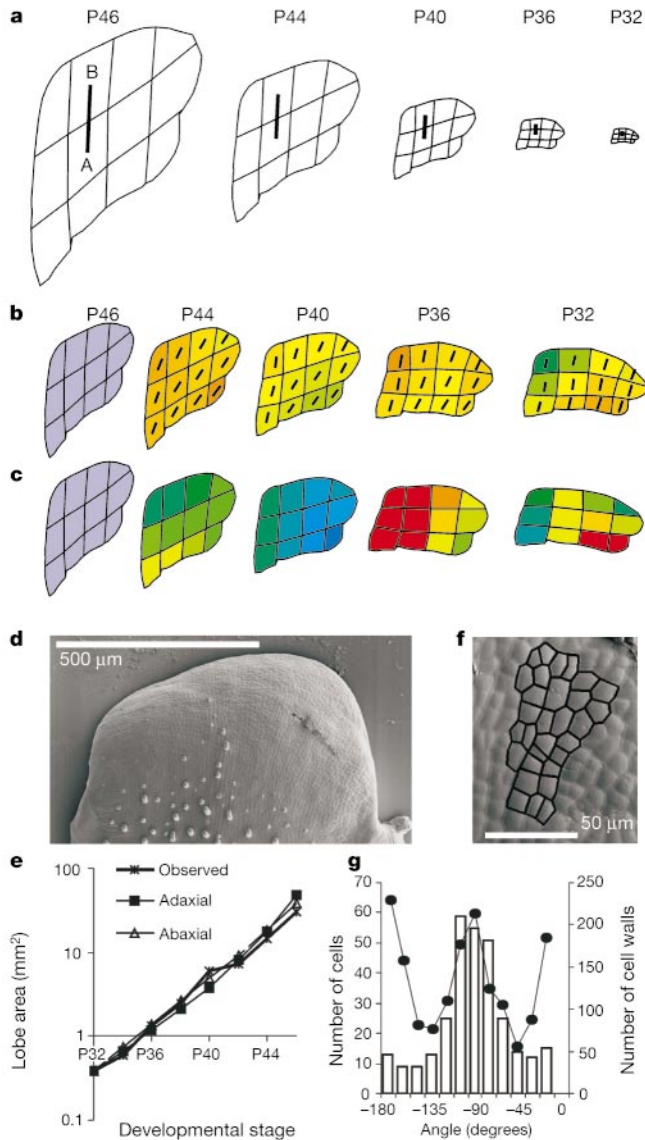 a
P46 P44 P40 P36 P32
B
A
b
P46 P44 P40 P36 P32
c
d
500 µm
f
50 µm
e
100
10
1
0.1
Lobe area (mm²)
Observed
Adaxial
Abaxial
P32 P36 P40 P44
Developmental stage
g
70
60
50
40
30
20
10
0
Number of cells
250
200
150
100
50
0
Number of cell walls
−180 −135 −90 −45 0
Angle (degrees)